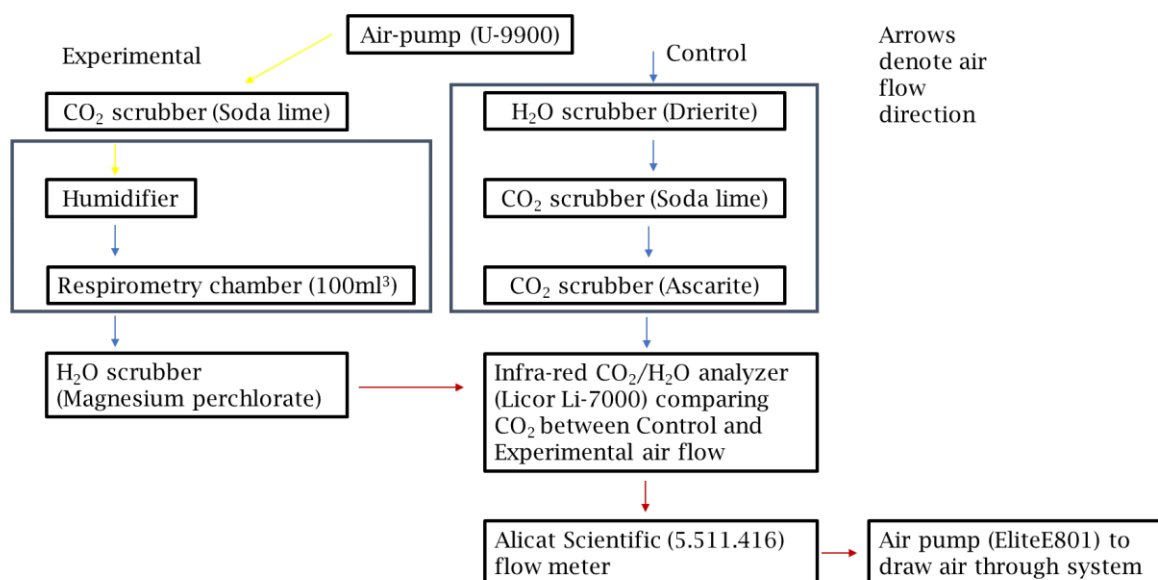 Air-pump (U-9900)
Experimental
Control
Arrows
denote air
flow
direction
CO₂ scrubber (Soda lime)
H₂O scrubber (Drierite)
Humidifier
CO₂ scrubber (Soda lime)
Respirometry chamber (100ml³)
CO₂ scrubber (Ascarite)
H₂O scrubber
(Magnesium perchlorate)
Infra-red CO₂/H₂O analyzer
(Licor Li-7000) comparing
CO₂ between Control and
Experimental air flow
Alicat Scientific (5.511.416)
flow meter
Air pump (EliteE801) to
draw air through system